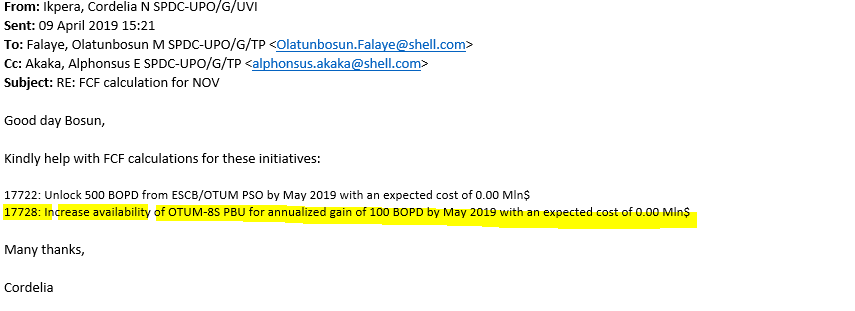 From: Ikpera, Cordelia N SPDC-UPO/G/UVI
Sent: 09 April 2019 15:21
To: Falaye, Olatunbosun M SPDC-UPO/G/TP <Olatunbosun.Falaye@shell.com>
Cc: Akaka, Alphonsus E SPDC-UPO/G/TP <alphonsus.akaka@shell.com>
Subject: RE: FCF calculation for NOV
Good day Bosun,
Kindly help with FCF calculations for these initiatives:
17722: Unlock 500 BOPD from ESCB/OTUM PSO by May 2019 with an expected cost of 0.00 Mln$
17728: Increase availability of OTUM-8S PBU for annualized gain of 100 BOPD by May 2019 with an expected cost of 0.00 Mln$
Many thanks,
Cordelia